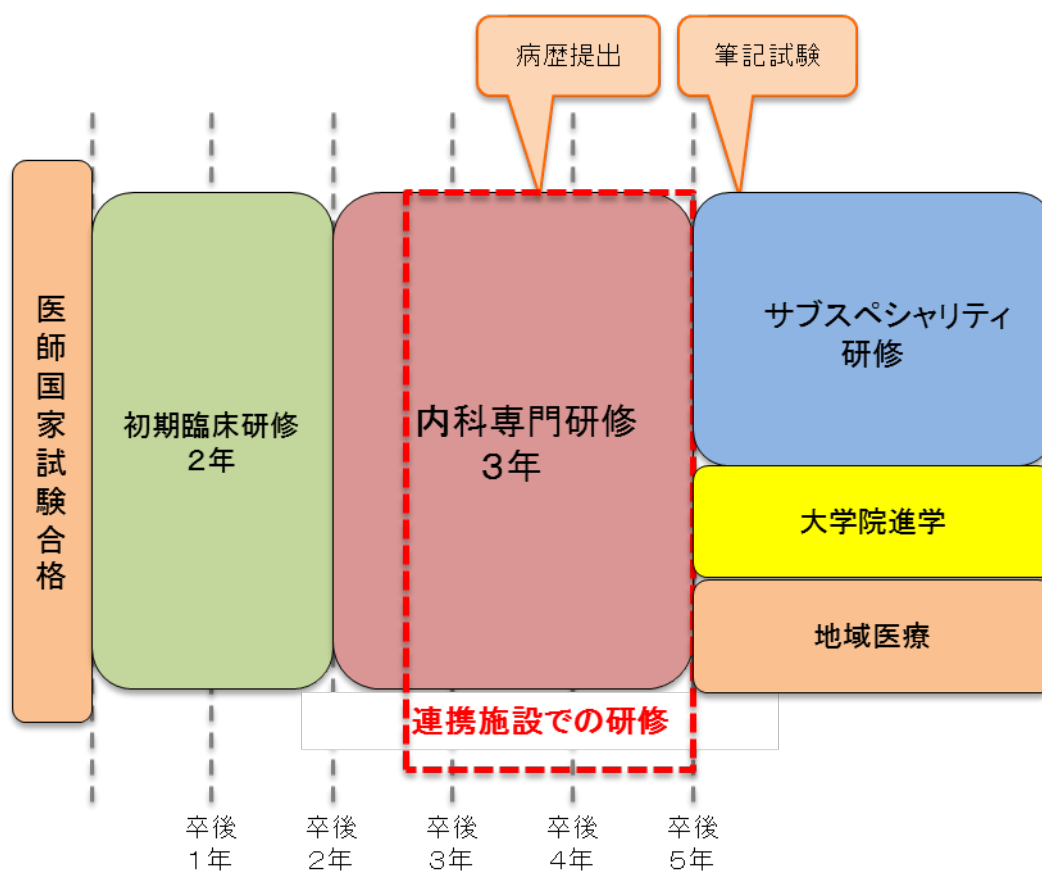 病歴提出
筆記試験
医師国家試験合格
初期臨床研修
2年
内科専門研修
3年
サブスペシャリティ
研修
大学院進学
地域医療
連携施設での研修
卒後
1年
卒後
2年
卒後
3年
卒後
4年
卒後
5年